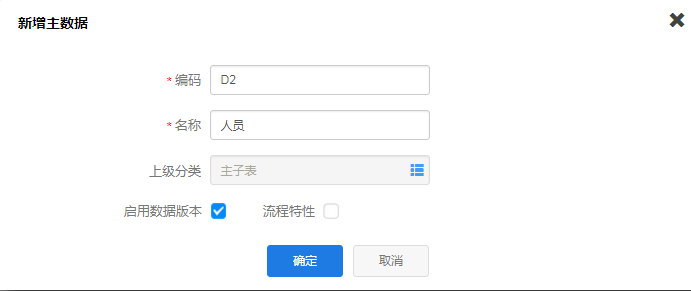 新增主数据
* 编码 D2
* 名称 人员
上级分类 主子表
启用数据版本 流程特性
确定 取消